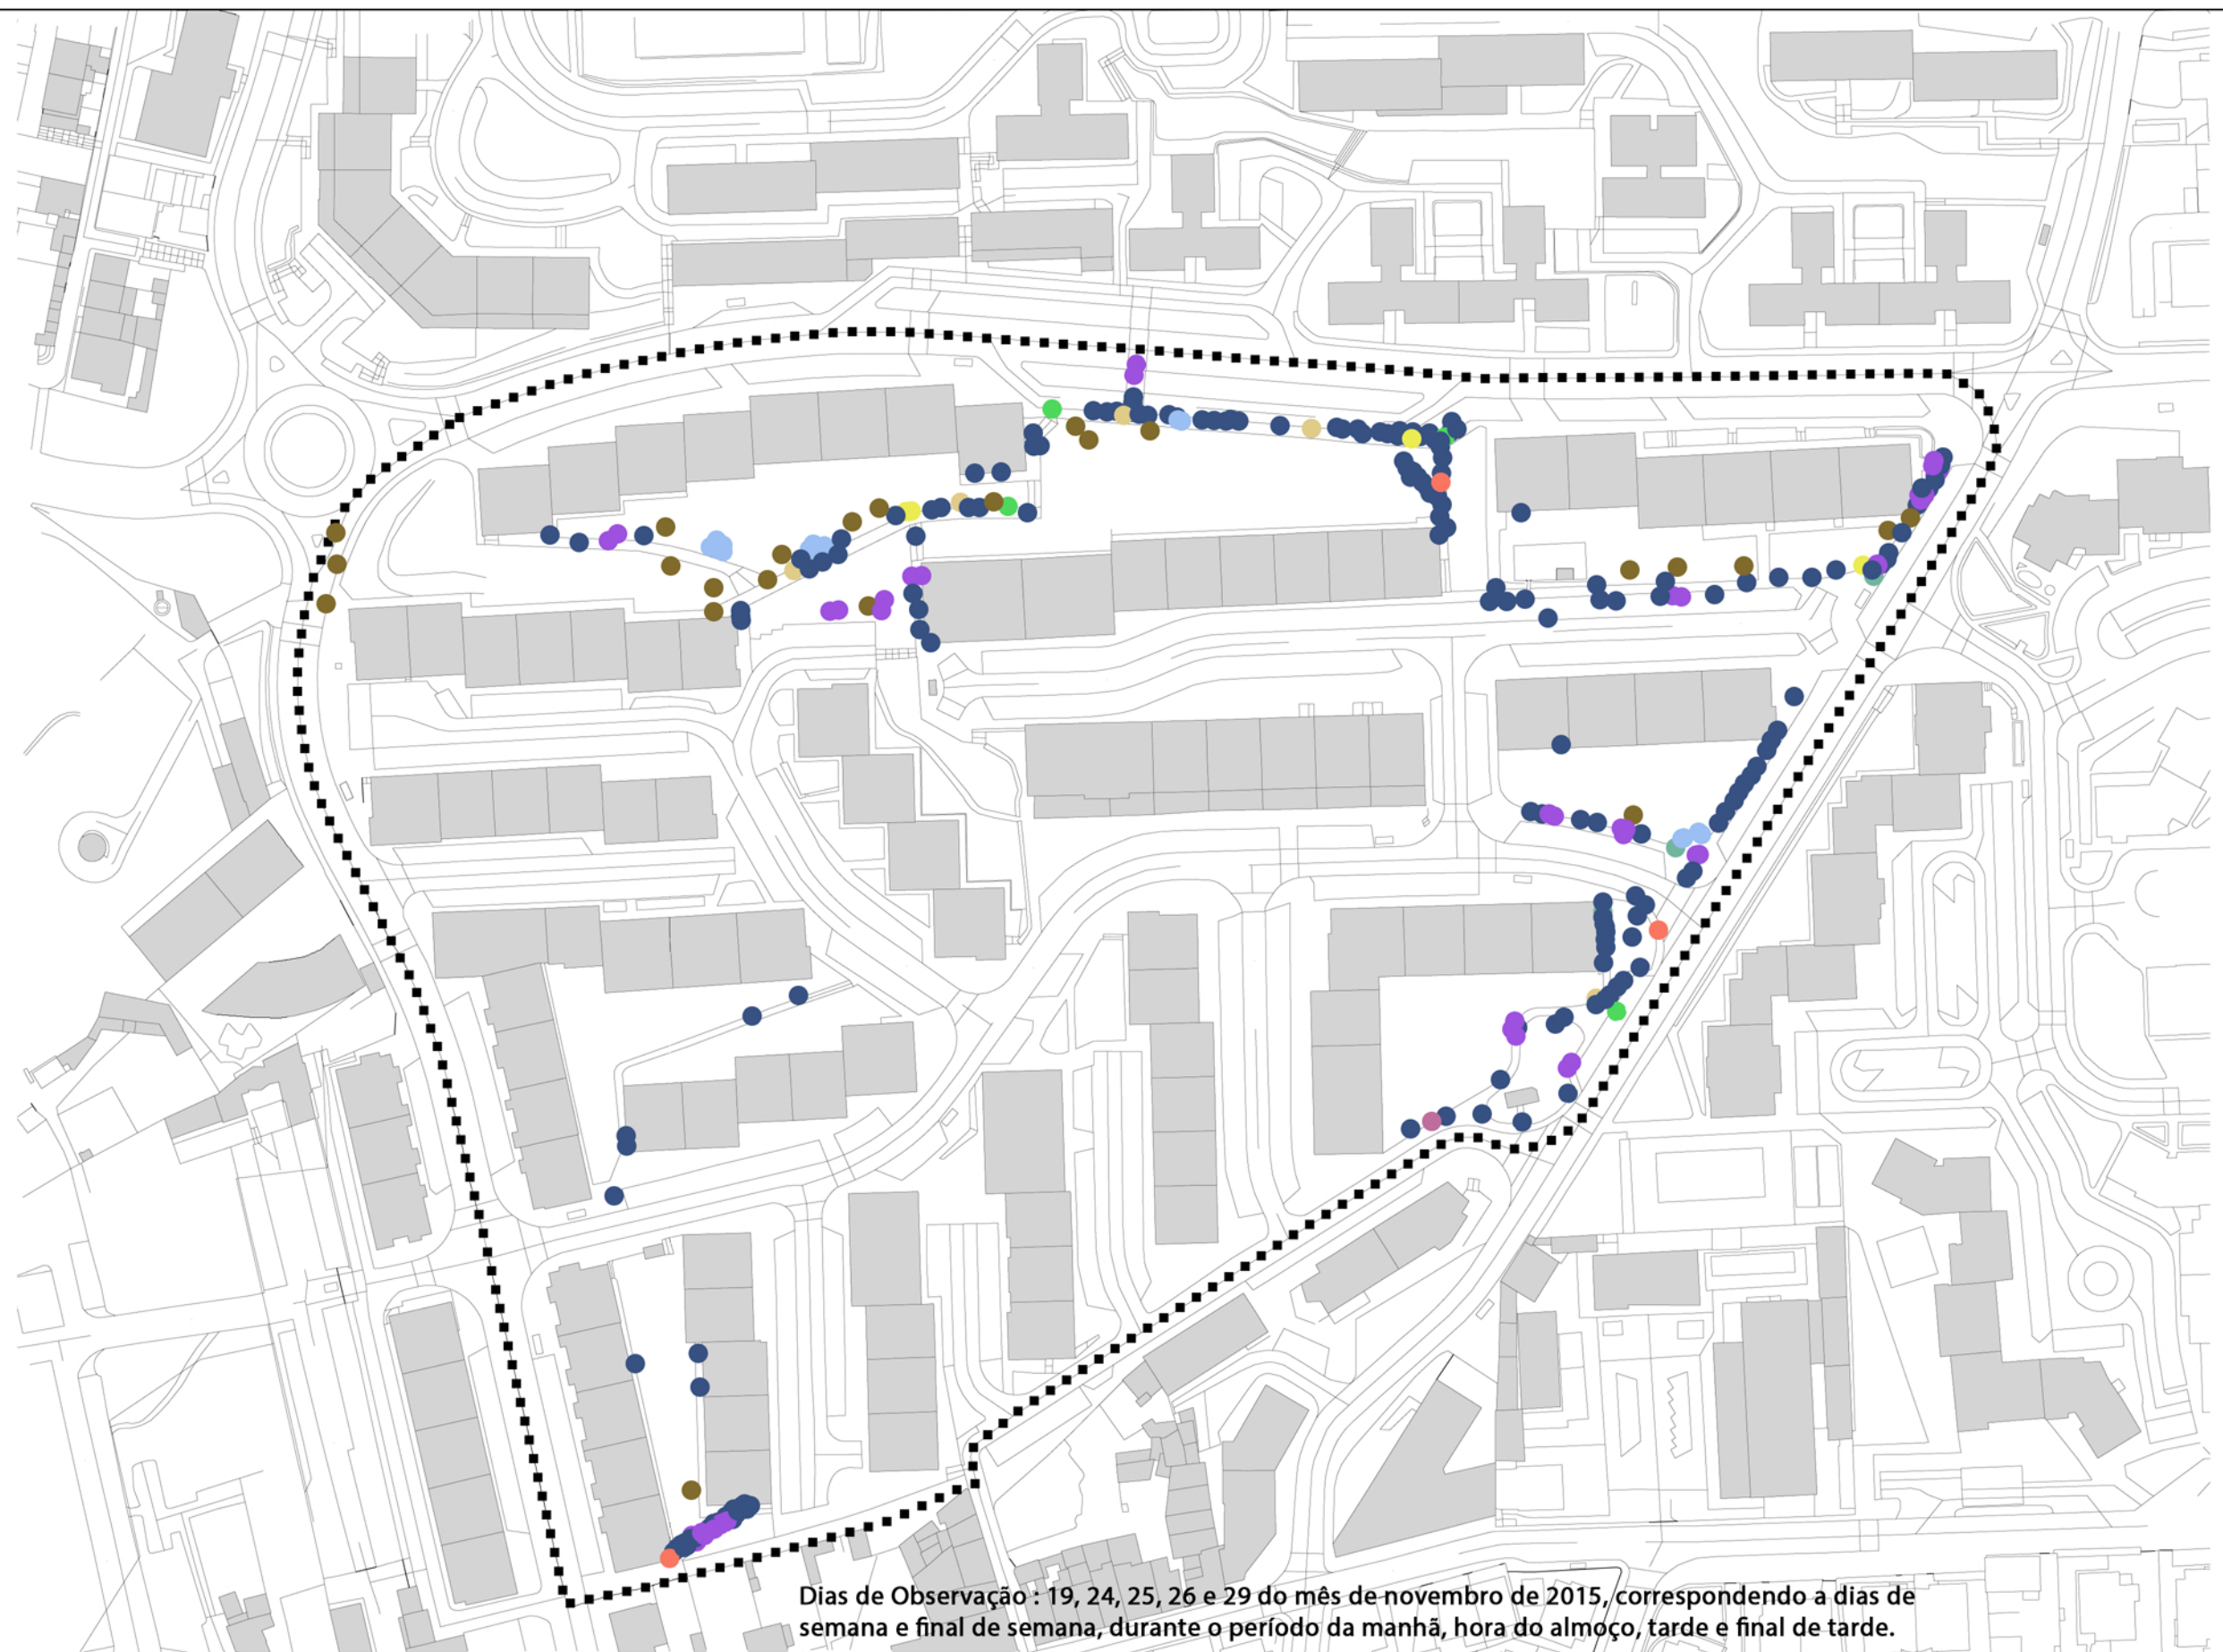 Dias de Observação : 19, 24, 25, 26 e 29 do mês de novembro de 2015, correspondendo a dias de
semana e final de semana, durante o período da manhã, hora do almoço, tarde e final de tarde.